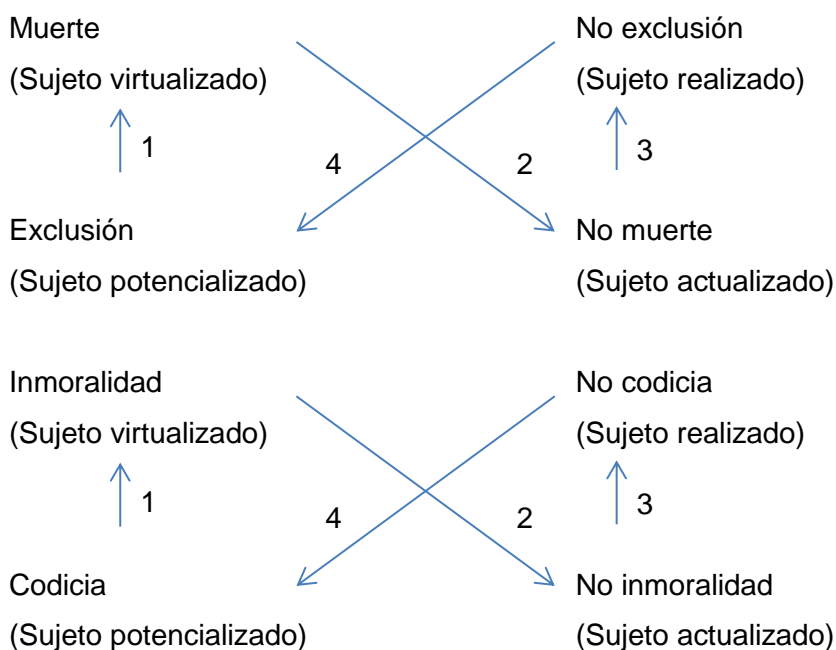 Muerte No exclusión
(Sujeto virtualizado) (Sujeto realizado)
1 4 2 3
Exclusión No muerte
(Sujeto potencializado) (Sujeto actualizado)
Inmoralidad No codicia
(Sujeto virtualizado) (Sujeto realizado)
1 4 2 3
Codicia No inmoralidad
(Sujeto potencializado) (Sujeto actualizado)